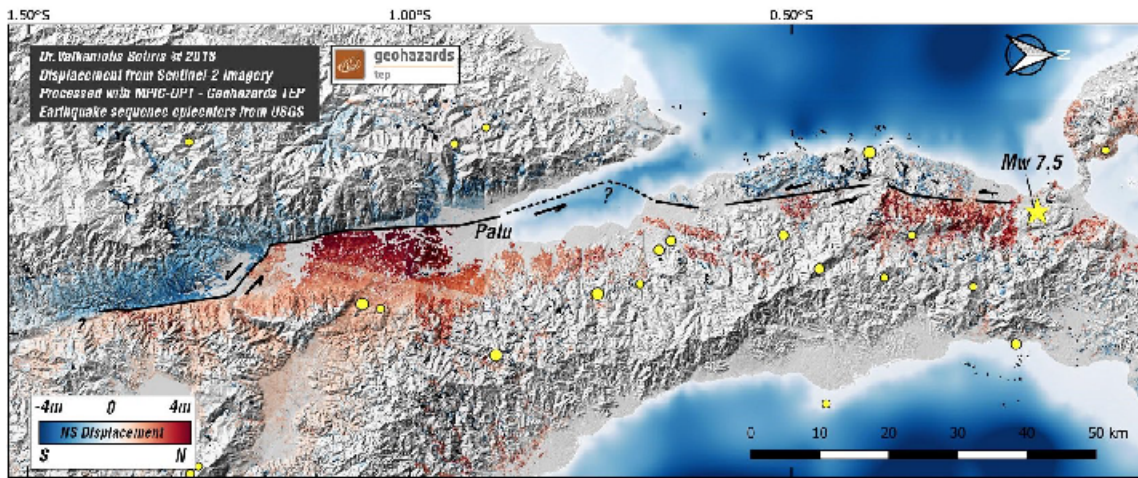 1.50°S
1.00°S
0.50°S
Dr. Valkaniotis Sotiris © 2018
Displacement from Sentinel-2 imagery
Processed with MPIC-OPT - Geohazards TEP
Earthquake sequence epicenters from USGS
geohazards
tep
N
Mw 7.5
?
Palu
?
-4m 0 4m
NS Displacement
S N
0 10 20 30 40 50 km